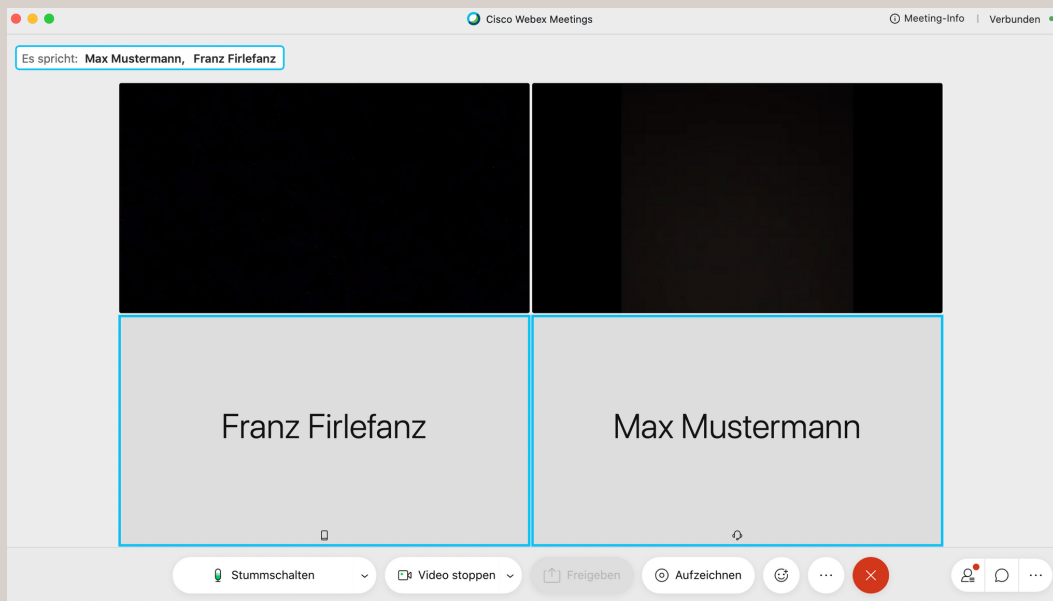 Cisco Webex Meetings
Meeting-Info | Verbunden
Es spricht: Max Mustermann, Franz Firlefanz
Franz Firlefanz
Max Mustermann
Stummschalten
Video stoppen
Freigeben
Aufzeichnen